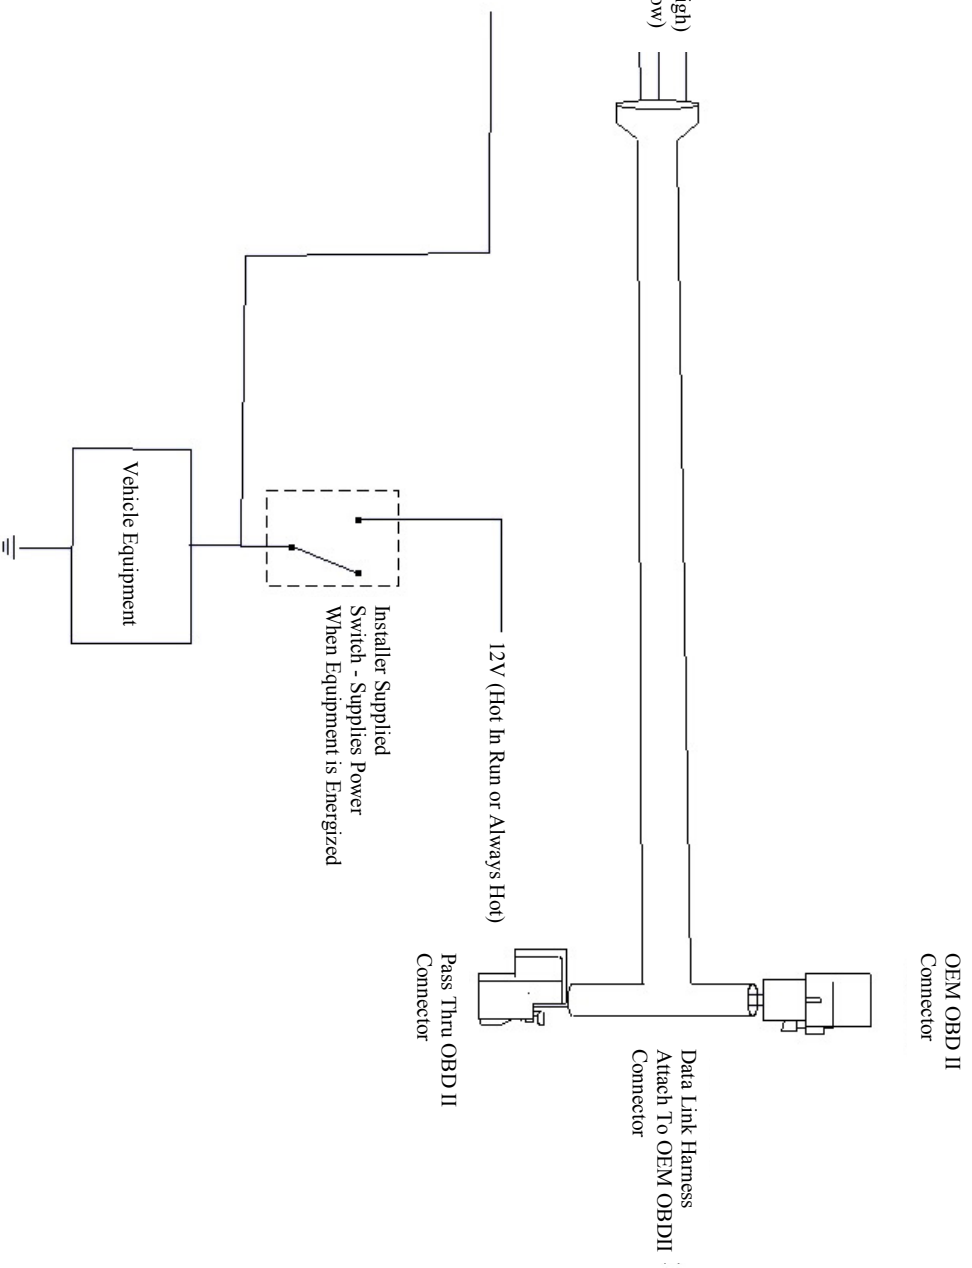 OEM OBD II
Connector
Data Link Harness
Attach To OEM OBDII
Connector
12V (Hot In Run or Always Hot)
Pass Thru OBD II
Connector
Installer Supplied
Switch - Supplies Power
When Equipment is Energized
Vehicle Equipment